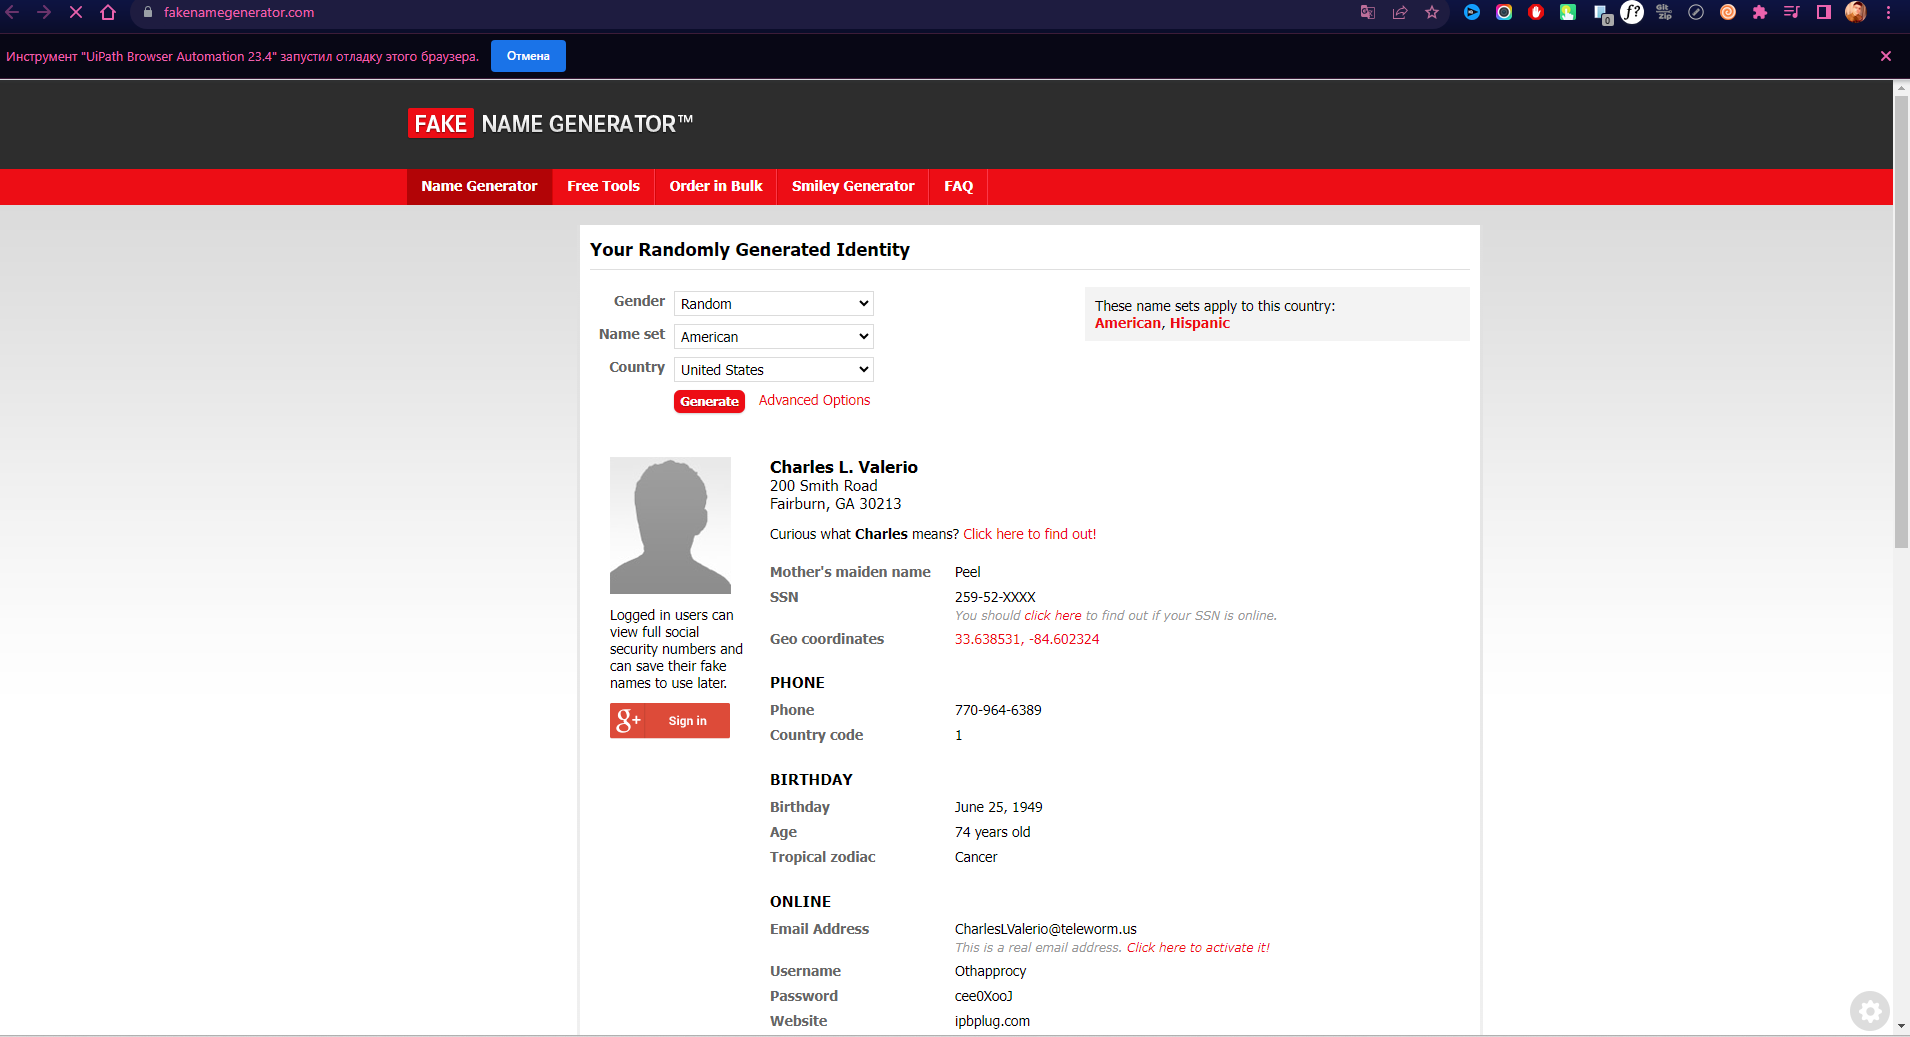 fakenamegenerator.com
Инструмент "UiPath Browser Automation 23.4" запустил отладку этого браузера. Отмена
FAKE NAME GENERATOR™
Name Generator Free Tools Order in Bulk Smiley Generator FAQ
Your Randomly Generated Identity
Gender Random
Name set American
Country United States
Generate Advanced Options
These name sets apply to this country:
American, Hispanic
Logged in users can
view full social
security numbers and
can save their fake
names to use later.
g+ Sign in
Charles L. Valerio
200 Smith Road
Fairburn, GA 30213
Curious what Charles means? Click here to find out!
Mother's maiden name Peel
SSN 259-52-XXXX
You should click here to find out if your SSN is online.
Geo coordinates 33.638531, -84.602324
PHONE
Phone 770-964-6389
Country code 1
BIRTHDAY
Birthday June 25, 1949
Age 74 years old
Tropical zodiac Cancer
ONLINE
Email Address CharlesLValerio@teleworm.us
This is a real email address. Click here to activate it!
Username Othapprocy
Password cee0XooJ
Website ipbplug.com